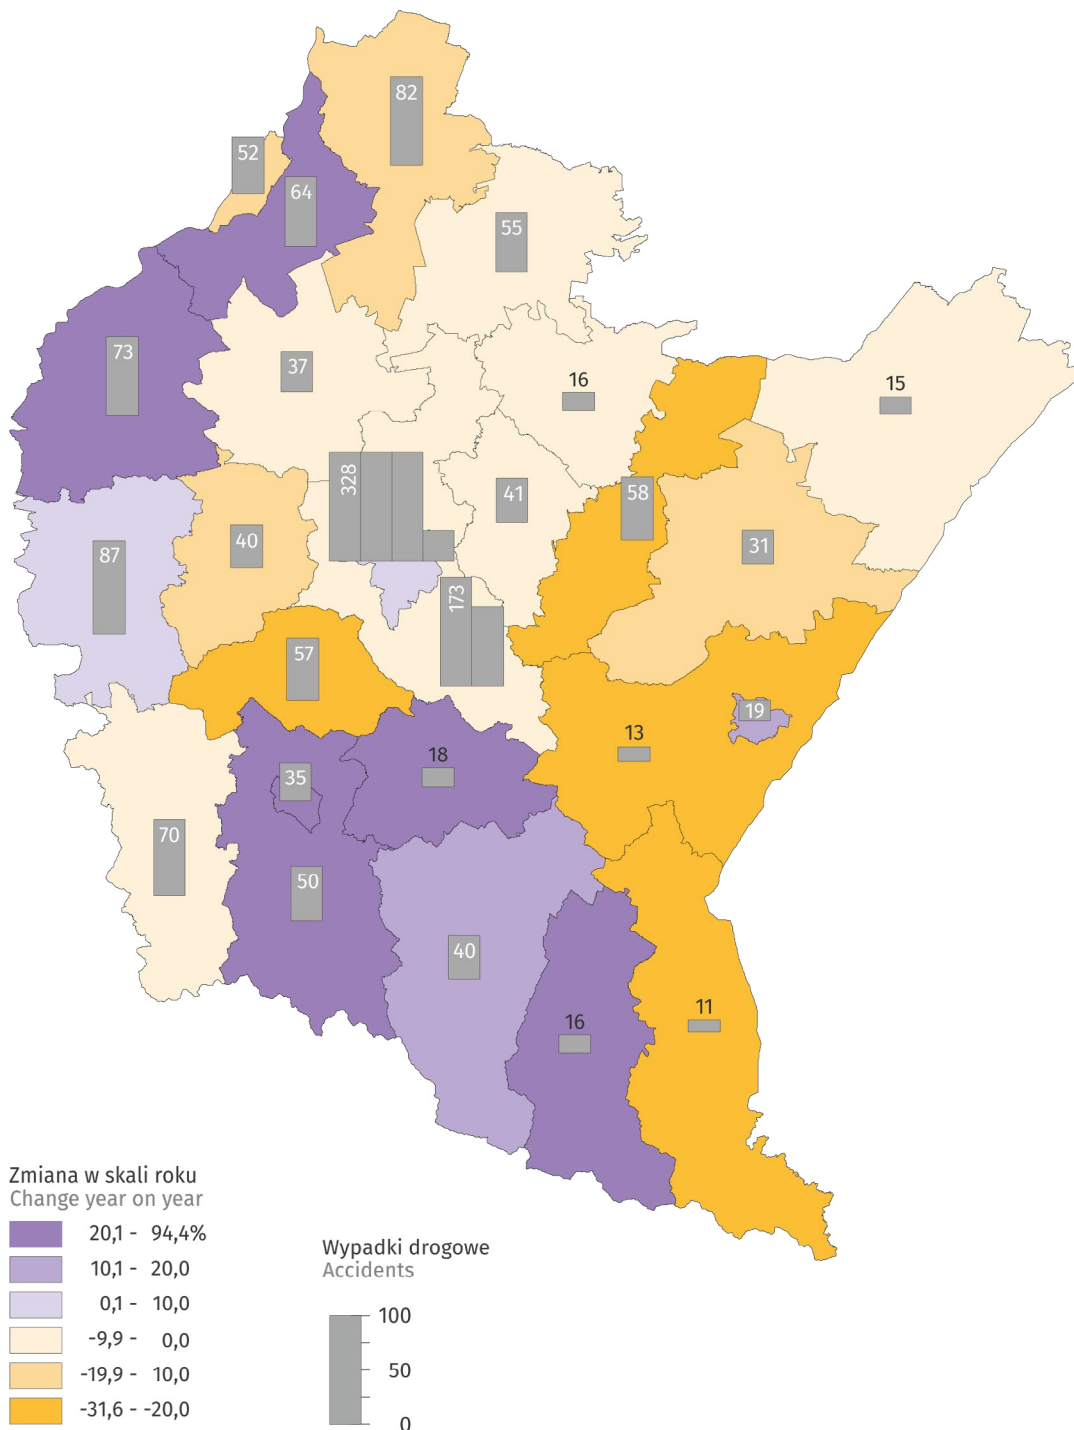 82
52
64
55
73
37
16
15
328
41
58
40
31
87
173
57
19
13
18
35
70
50
40
16
11
Zmiana w skali roku
Change year on year
20,1 - 94,4%
10,1 - 20,0
0,1 - 10,0
-9,9 - 0,0
-19,9 - 10,0
-31,6 - -20,0
Wypadki drogowe
Accidents
100
50
0